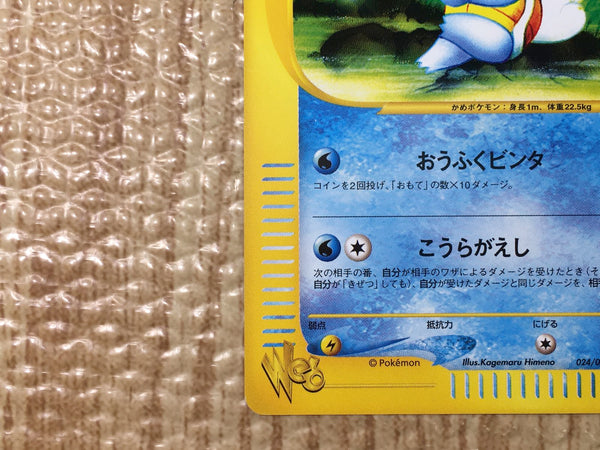 かめポケモン：身長1m、体重22.5kg
おうふくビンタ
コインを2回投げ、「おもて」の数×10ダメージ。
こうらがえし
次の相手の番、自分が相手のワザによるダメージを受けたとき（そ
自分が「きぜつ」しても）、自分が受けたダメージと同じダメージを、相
弱点 抵抗力 にげる
Web © Pokémon Illus.Kagemaru Himeno 024/0